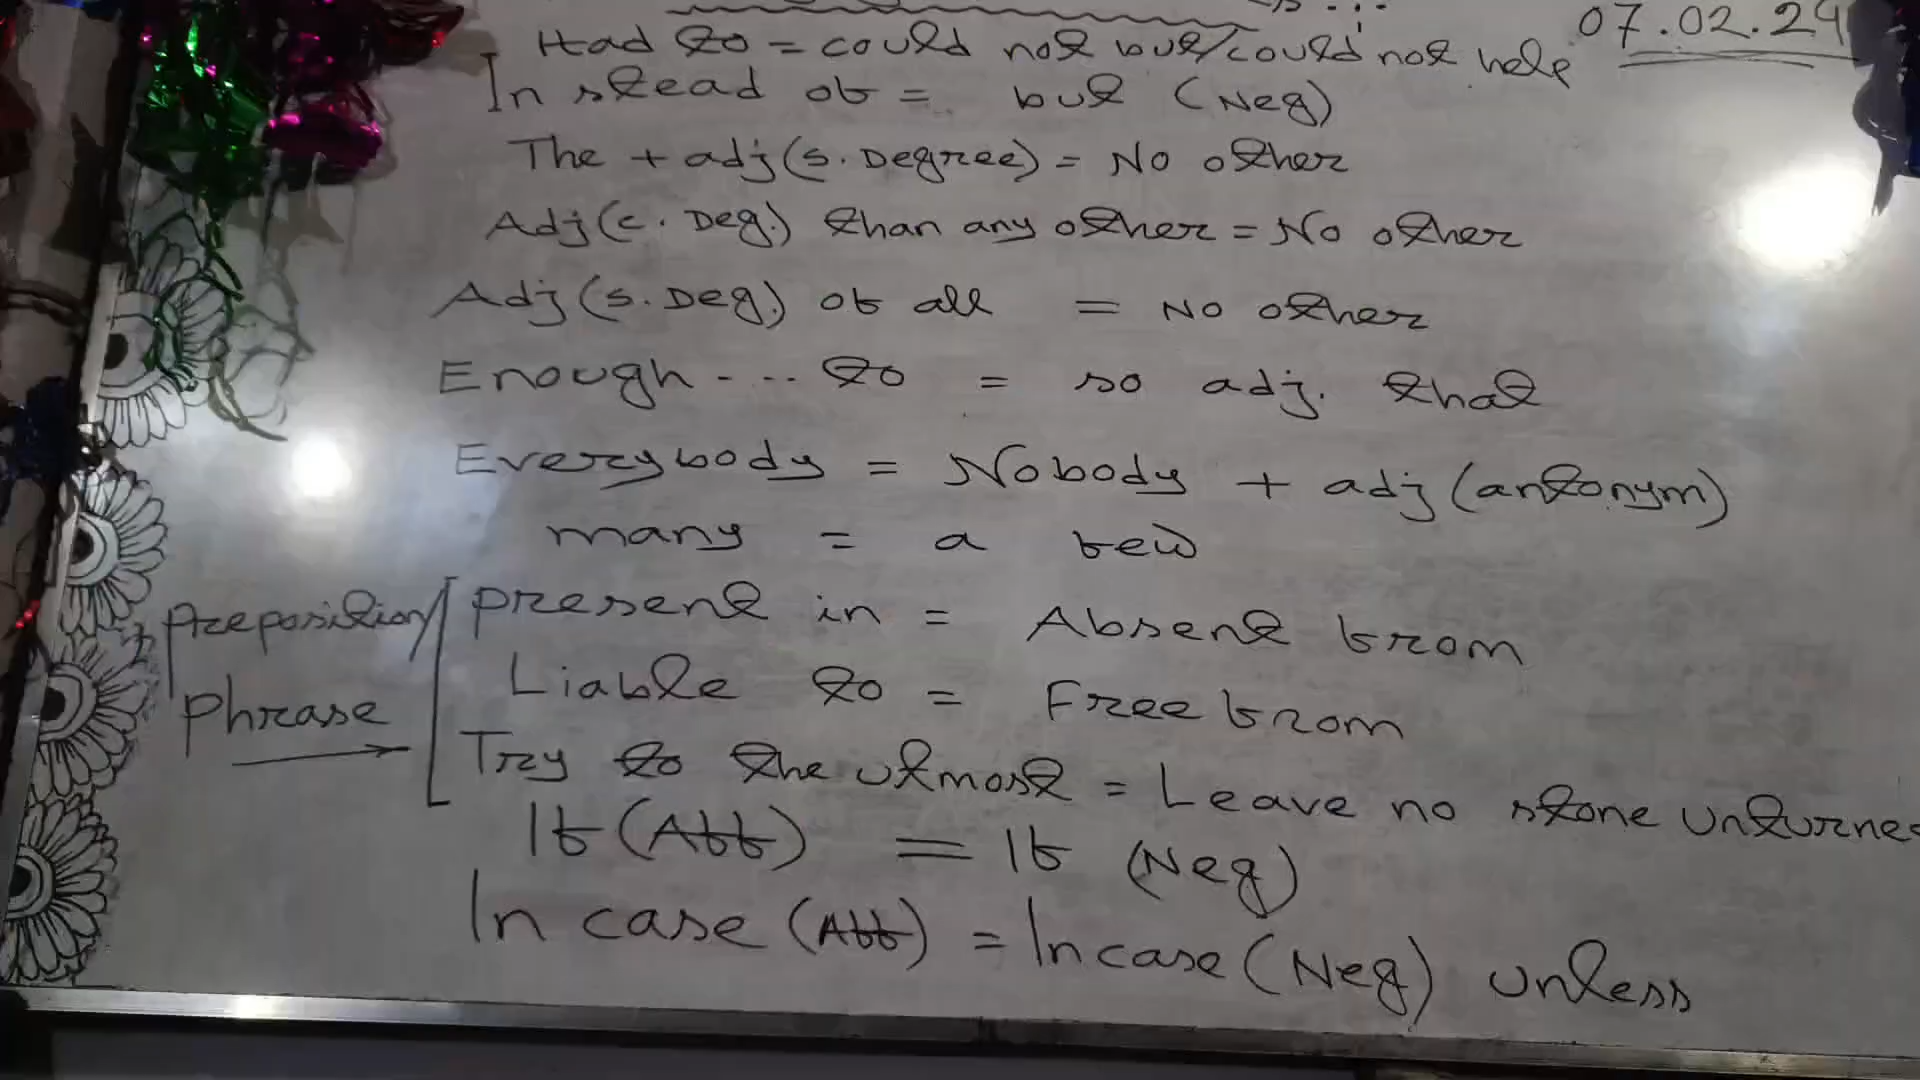 07.02.24
Had to = could not but/could not help
In stead of = but (Neg)
The + adj (s. Degree) = No other
Adj (c. Deg.) than any other = No other
Adj (s. Deg.) of all = No other
Enough .... to = so adj. that
Everybody = Nobody + adj (antonym)
many = a few
Preposition/
phrase
present in = Absent from
Liable to = Free from
Try to the utmost = Leave no stone unturned
If (Aff) = If (Neg)
In case (Aff) = In case (Neg) unless